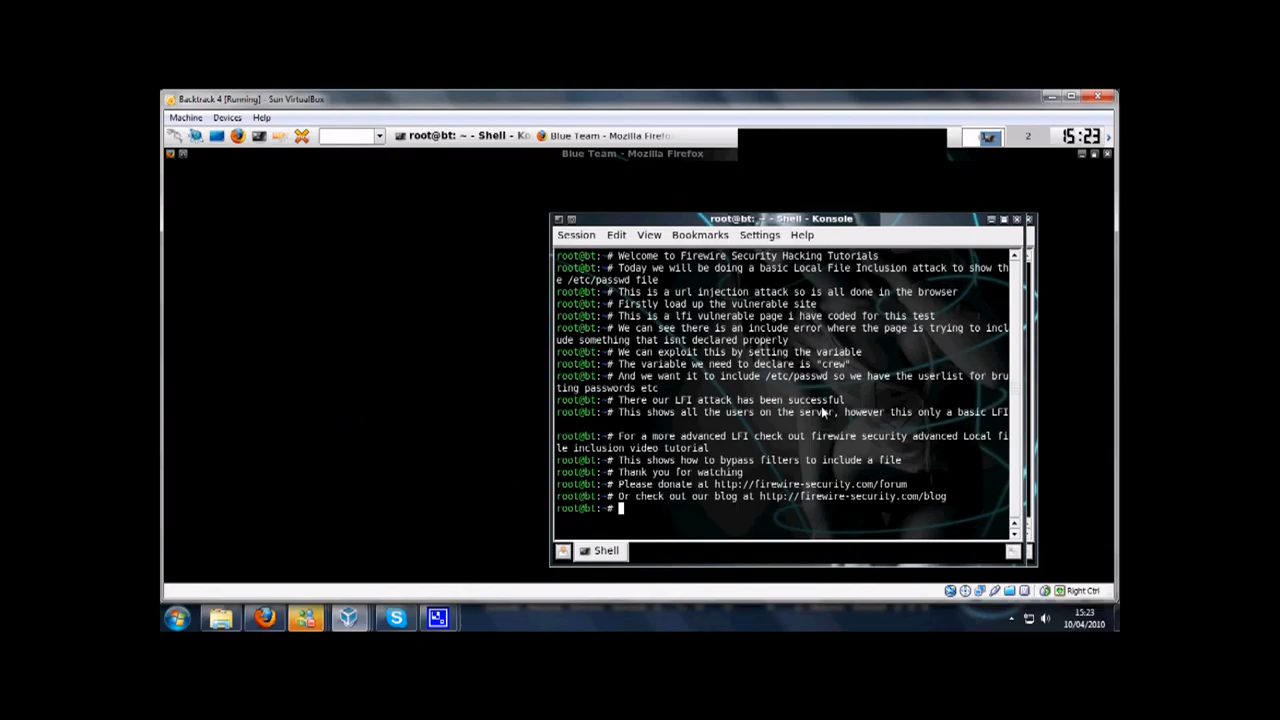 Backtrack 4 [Running] - Sun VirtualBox
Machine Devices Help
root@bt: ~ - Shell - Ko
Blue Team - Mozilla Firefo
2
15:23
Blue Team - Mozilla Firefox
root@bt: ~ - Shell - Konsole
Session Edit View Bookmarks Settings Help
root@bt:~# Welcome to Firewire Security Hacking Tutorials
root@bt:~# Today we will be doing a basic Local File Inclusion attack to show th
e /etc/passwd file
root@bt:~# This is a url injection attack so is all done in the browser
root@bt:~# Firstly load up the vulnerable site
root@bt:~# This is a lfi vulnerable page i have coded for this test
root@bt:~# We can see there is an include error where the page is trying to incl
ude something that isnt declared properly
root@bt:~# We can exploit this by setting the variable
root@bt:~# The variable we need to declare is "crew"
root@bt:~# And we want it to include /etc/passwd so we have the userlist for bru
ting passwords etc
root@bt:~# There our LFI attack has been successful
root@bt:~# This shows all the users on the server, however this only a basic LFI
root@bt:~# For a more advanced LFI check out firewire security advanced Local fi
le inclusion video tutorial
root@bt:~# This shows how to bypass filters to include a file
root@bt:~# Thank you for watching
root@bt:~# Please donate at http://firewire-security.com/forum
root@bt:~# Or check out our blog at http://firewire-security.com/blog
root@bt:~#
Shell
Right Ctrl
15:23
10/04/2010